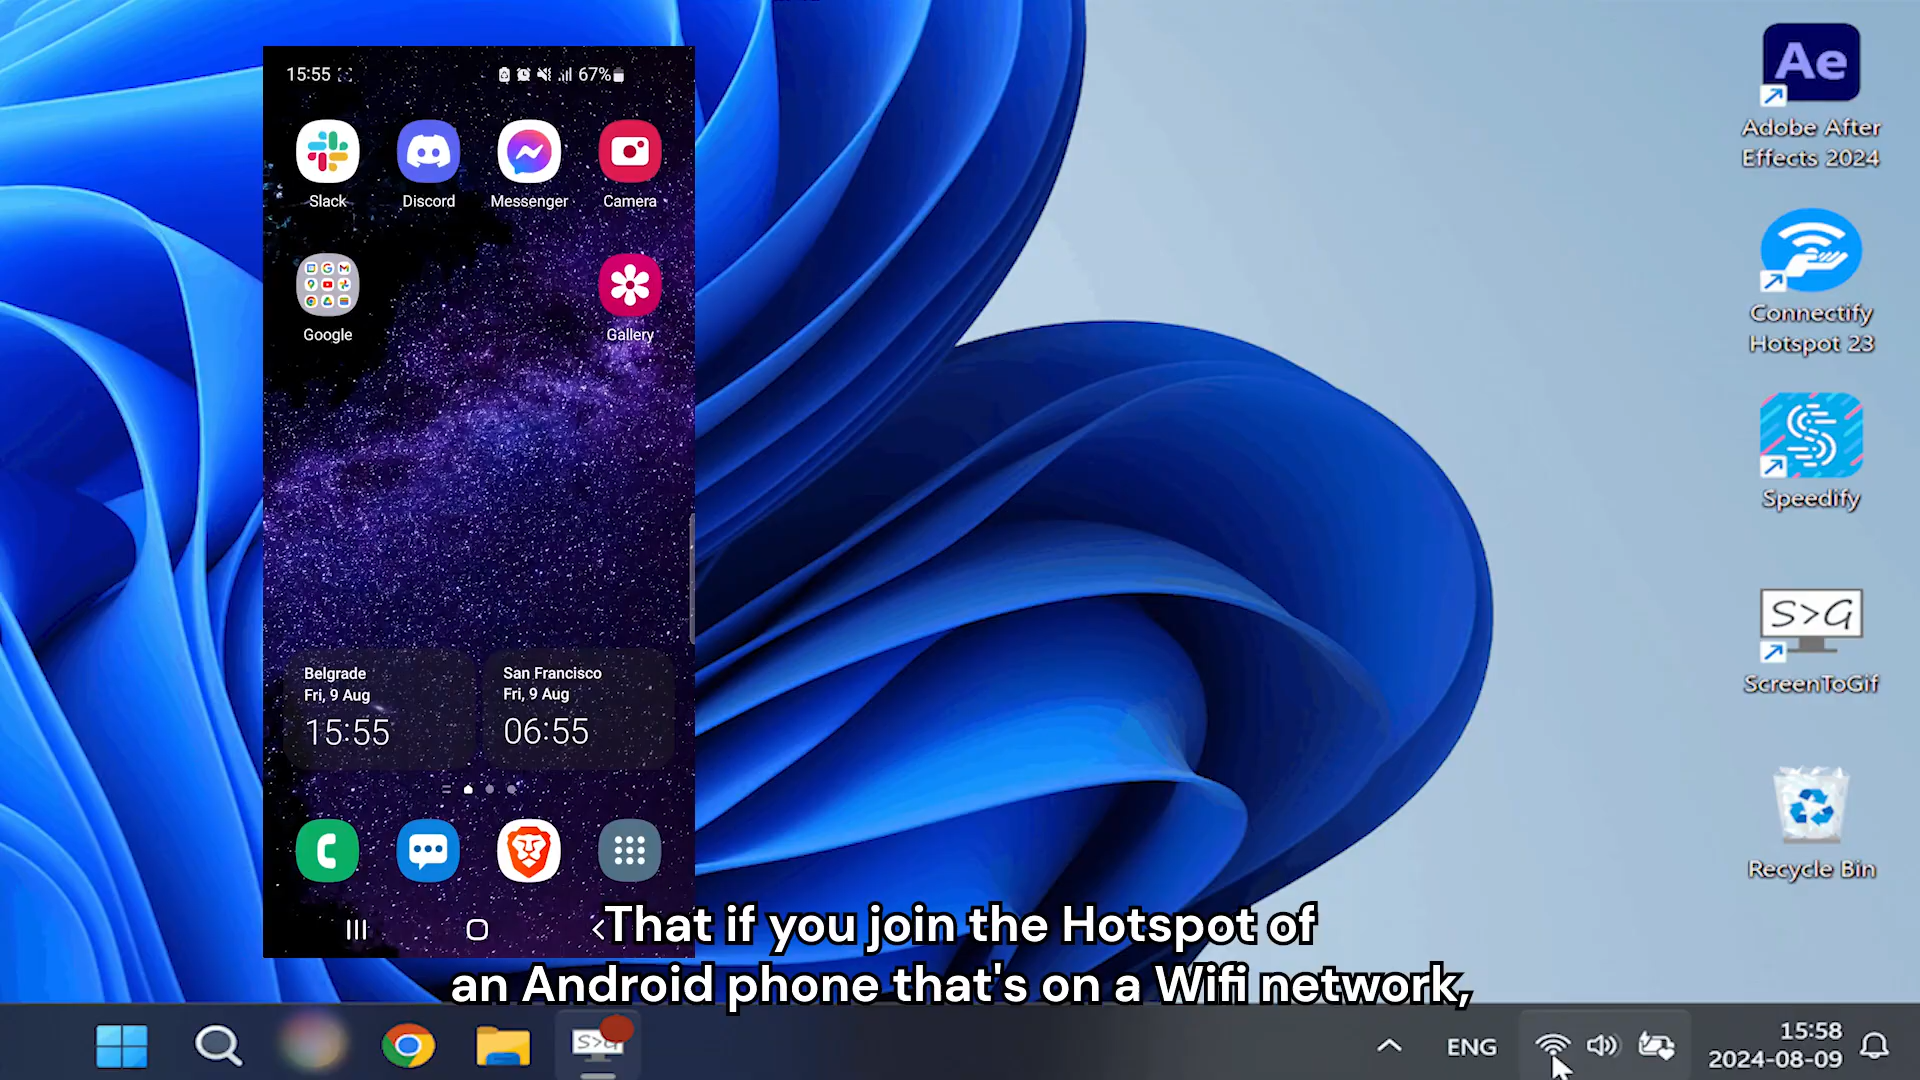 15:55
67%
Slack
Discord
Messenger
Camera
Google
Gallery
Belgrade
Fri, 9 Aug
15:55
San Francisco
Fri, 9 Aug
06:55
Ae
Adobe After
Effects 2024
Connectify
Hotspot 23
Speedify
S>G
ScreenToGif
Recycle Bin
That if you join the Hotspot of
an Android phone that's on a Wifi network,
S>G
ENG
15:58
2024-08-09